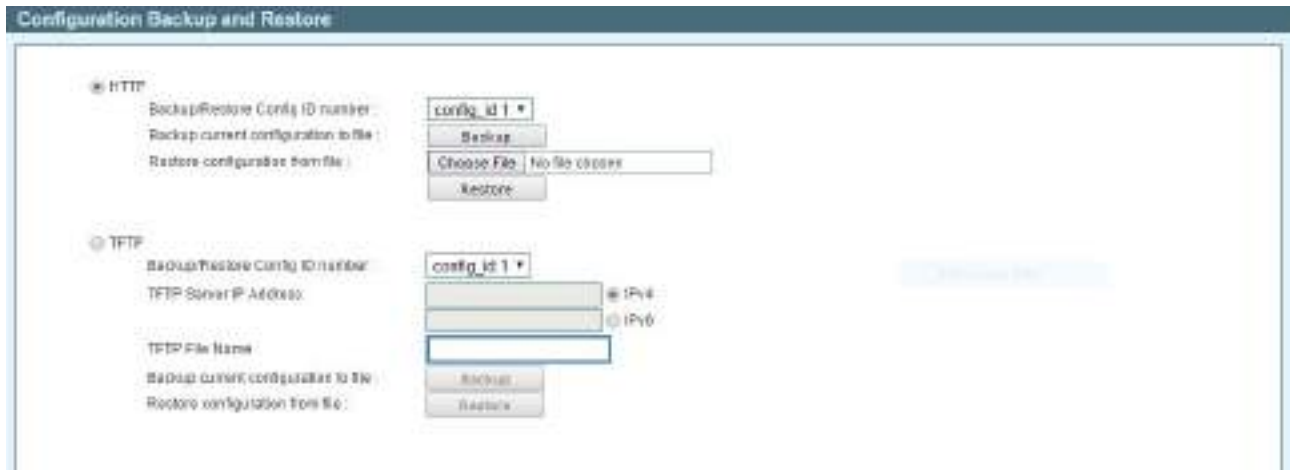 Configuration Backup and Restore
HTTP
Backup/Restore Config ID number :
config_id 1
Backup current configuration to file :
Backup
Restore configuration from file :
Choose File No file chosen
Restore
TFTP
Backup/Restore Config ID number
config_id 1
TFTP Server IP Address
IPv4
IPv6
TFTP File Name
Backup current configuration to file :
Backup
Restore configuration from file :
Restore